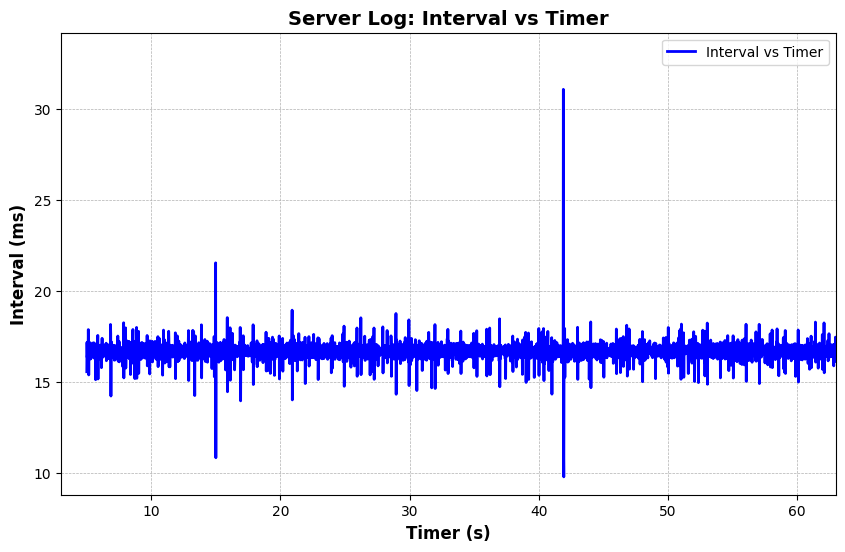 Server Log: Interval vs Timer
Interval vs Timer
Interval (ms)
30
25
20
15
10
10 20 30 40 50 60
Timer (s)